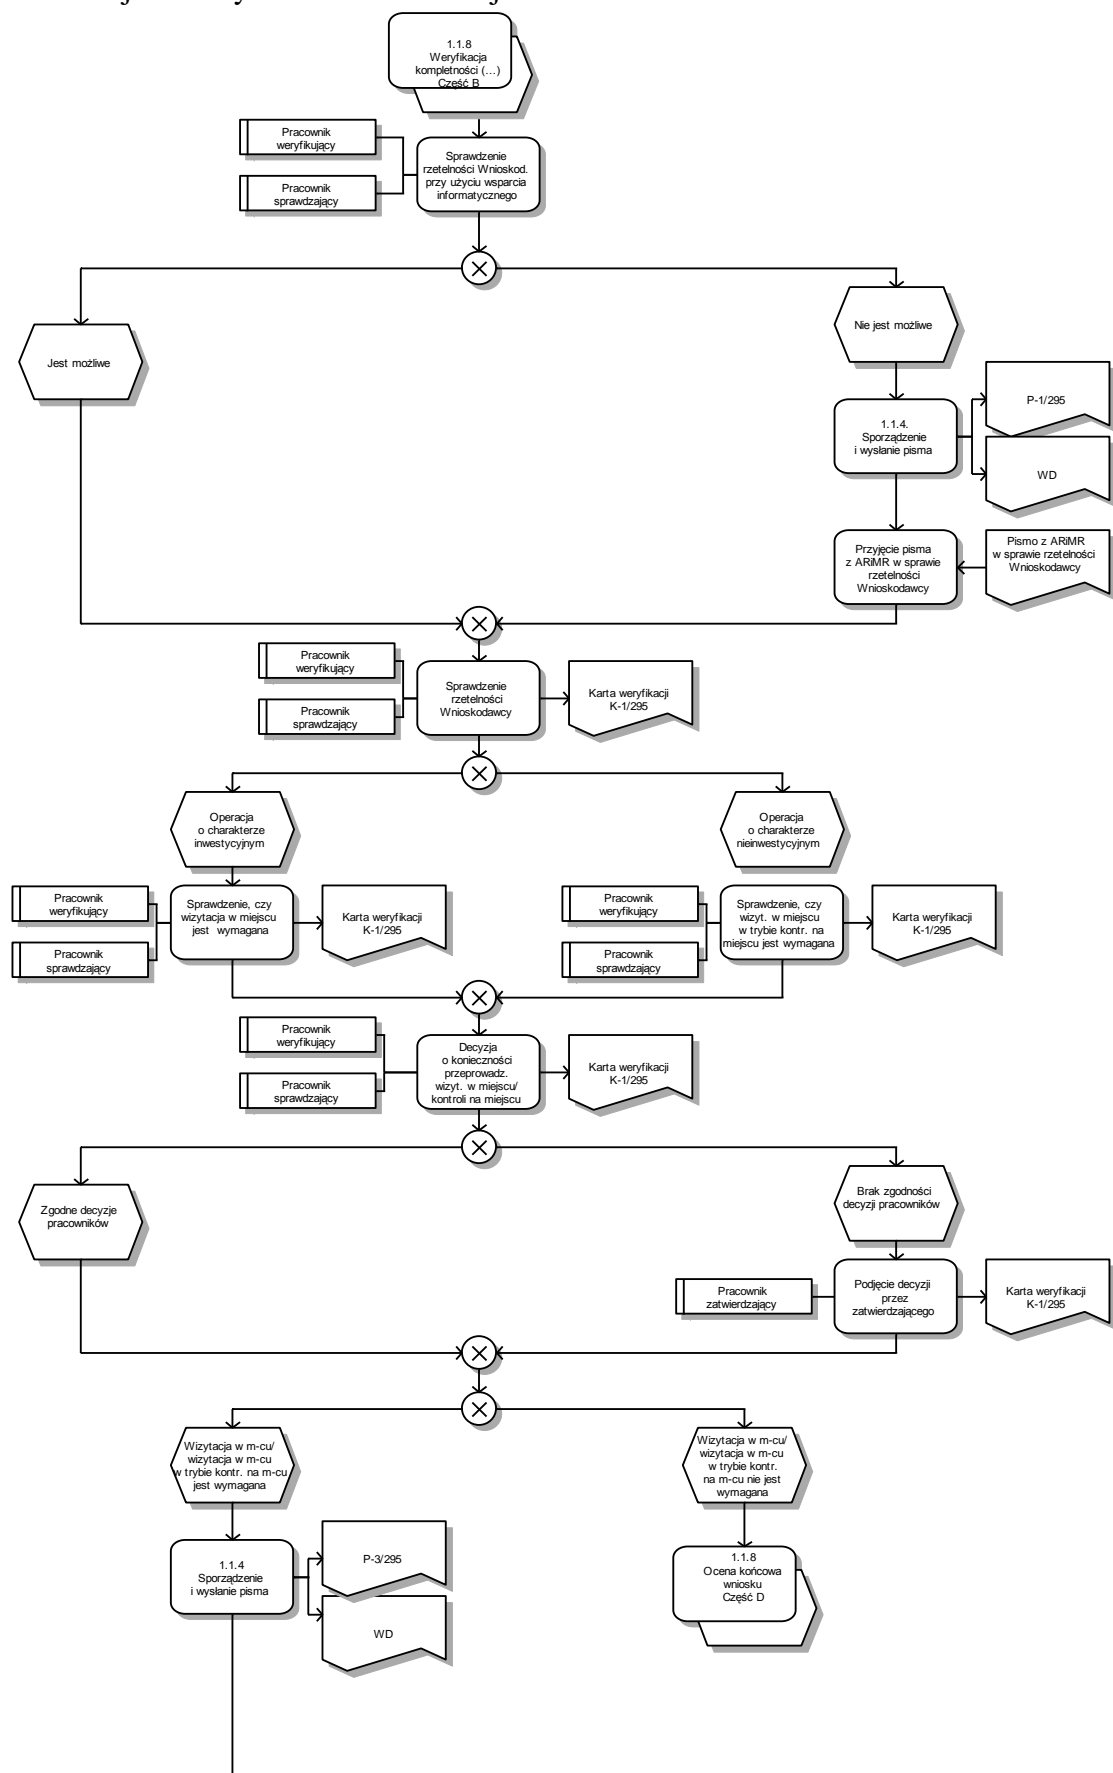 1.1.8
Weryfikacja
kompletności (...)
Część B
Pracownik
weryfikujący
Pracownik
sprawdzający
Sprawdzenie
rzetelności Wnioskod.
przy użyciu wsparcia
informatycznego
Jest możliwe
Nie jest możliwe
1.1.4.
Sporządzenie
i wysłanie pisma
P-1/295
WD
Przyjęcie pisma
z ARiMR w sprawie
rzetelności
Wnioskodawcy
Pismo z ARiMR
w sprawie rzetelności
Wnioskodawcy
Pracownik
weryfikujący
Pracownik
sprawdzający
Sprawdzenie
rzetelności
Wnioskodawcy
Karta weryfikacji
K-1/295
Operacja
o charakterze
inwestycyjnym
Operacja
o charakterze
nieinwestycyjnym
Pracownik
weryfikujący
Pracownik
sprawdzający
Sprawdzenie, czy
wizytacja w miejscu
jest wymagana
Karta weryfikacji
K-1/295
Pracownik
weryfikujący
Pracownik
sprawdzający
Sprawdzenie, czy
wizyt. w miejscu
w trybie kontr. na
miejscu jest wymagana
Karta weryfikacji
K-1/295
Pracownik
weryfikujący
Pracownik
sprawdzający
Decyzja
o konieczności
przeprowadz.
wizyt. w miejscu/
kontroli na miejscu
Karta weryfikacji
K-1/295
Zgodne decyzje
pracowników
Brak zgodności
decyzji pracowników
Pracownik
zatwierdzający
Podjęcie decyzji
przez
zatwierdzającego
Karta weryfikacji
K-1/295
Wizytacja w m-cu/
wizytacja w m-cu
w trybie kontr. na m-cu
jest wymagana
Wizytacja w m-cu/
wizytacja w m-cu
w trybie kontr.
na m-cu nie jest
wymagana
1.1.4
Sporządzenie
i wysłanie pisma
P-3/295
WD
1.1.8
Ocena końcowa
wniosku
Część D